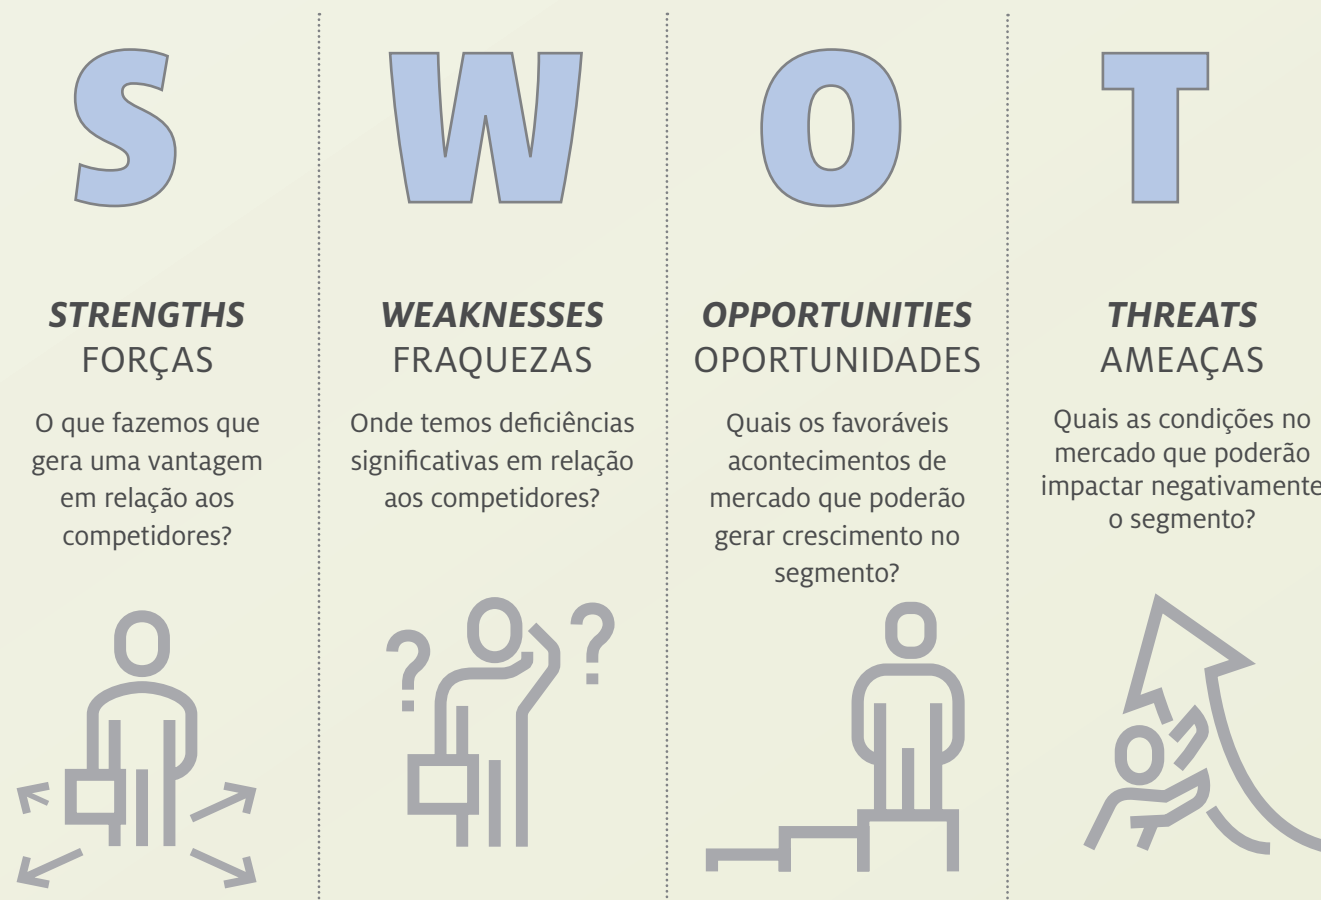 S
STRENGTHS
FORÇAS
O que fazemos que
gera uma vantagem
em relação aos
competidores?
W
WEAKNESSES
FRAQUEZAS
Onde temos deficiências
significativas em relação
aos competidores?
? ?
O
OPPORTUNITIES
OPORTUNIDADES
Quais os favoráveis
acontecimentos de
mercado que poderão
gerar crescimento no
segmento?
T
THREATS
AMEAÇAS
Quais as condições no
mercado que poderão
impactar negativamente
o segmento?